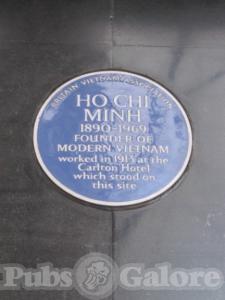 BRITAIN VIETNAM ASSOCIATION
HO CHI
MINH
1890-1969
FOUNDER OF
MODERN VIETNAM
worked in 1913 at the
Carlton Hotel
which stood on
this site
Pubs Galore